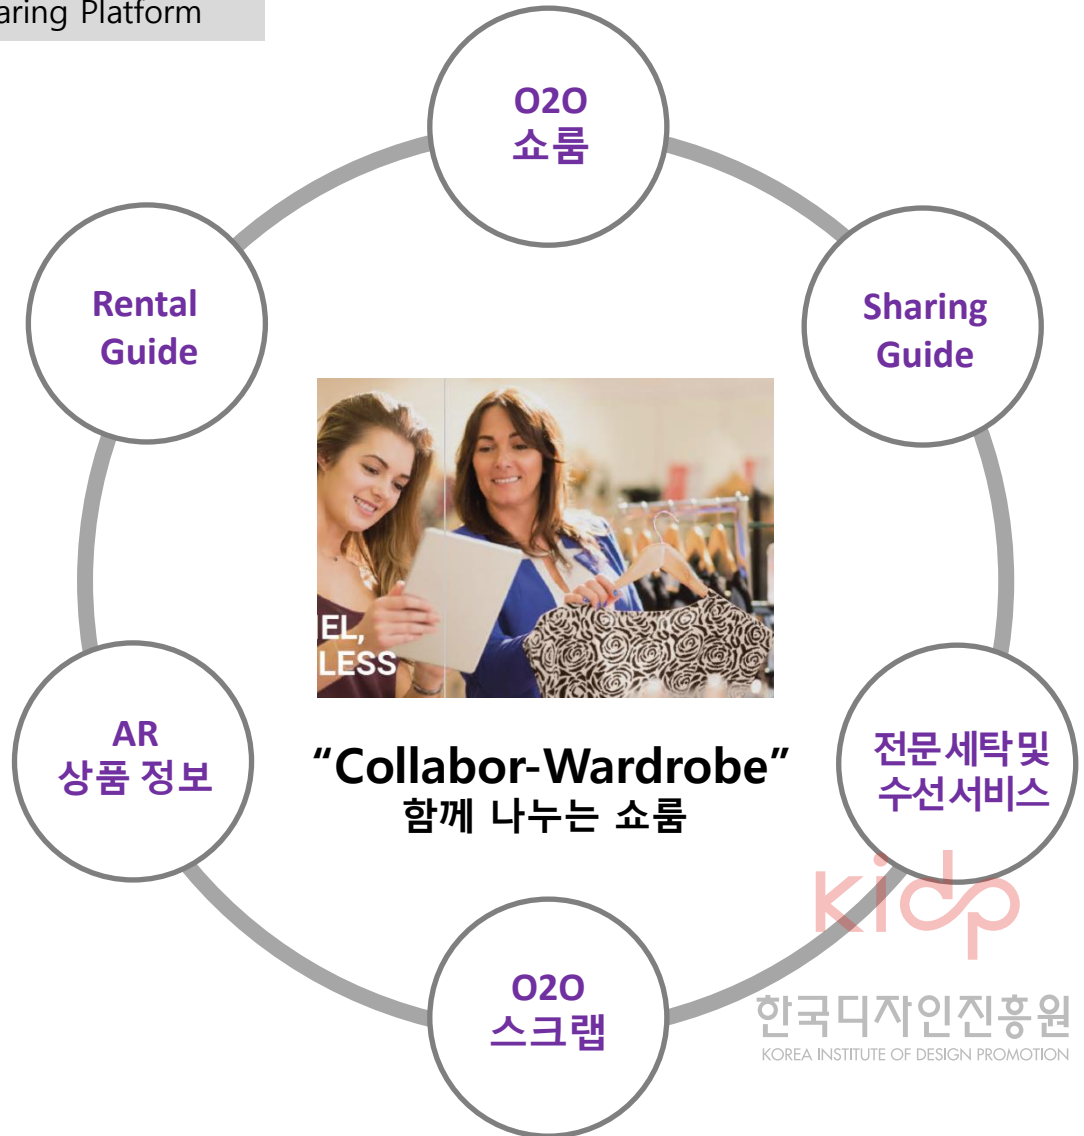 aring Platform
O2O
쇼룸
Rental
Guide
Sharing
Guide
EL,
LESS
AR
상품 정보
"Collabor-Wardrobe"
함께 나누는 쇼룸
전문 세탁 및
수선 서비스
O2O
스크랩
kidp
한국디자인진흥원
KOREA INSTITUTE OF DESIGN PROMOTION